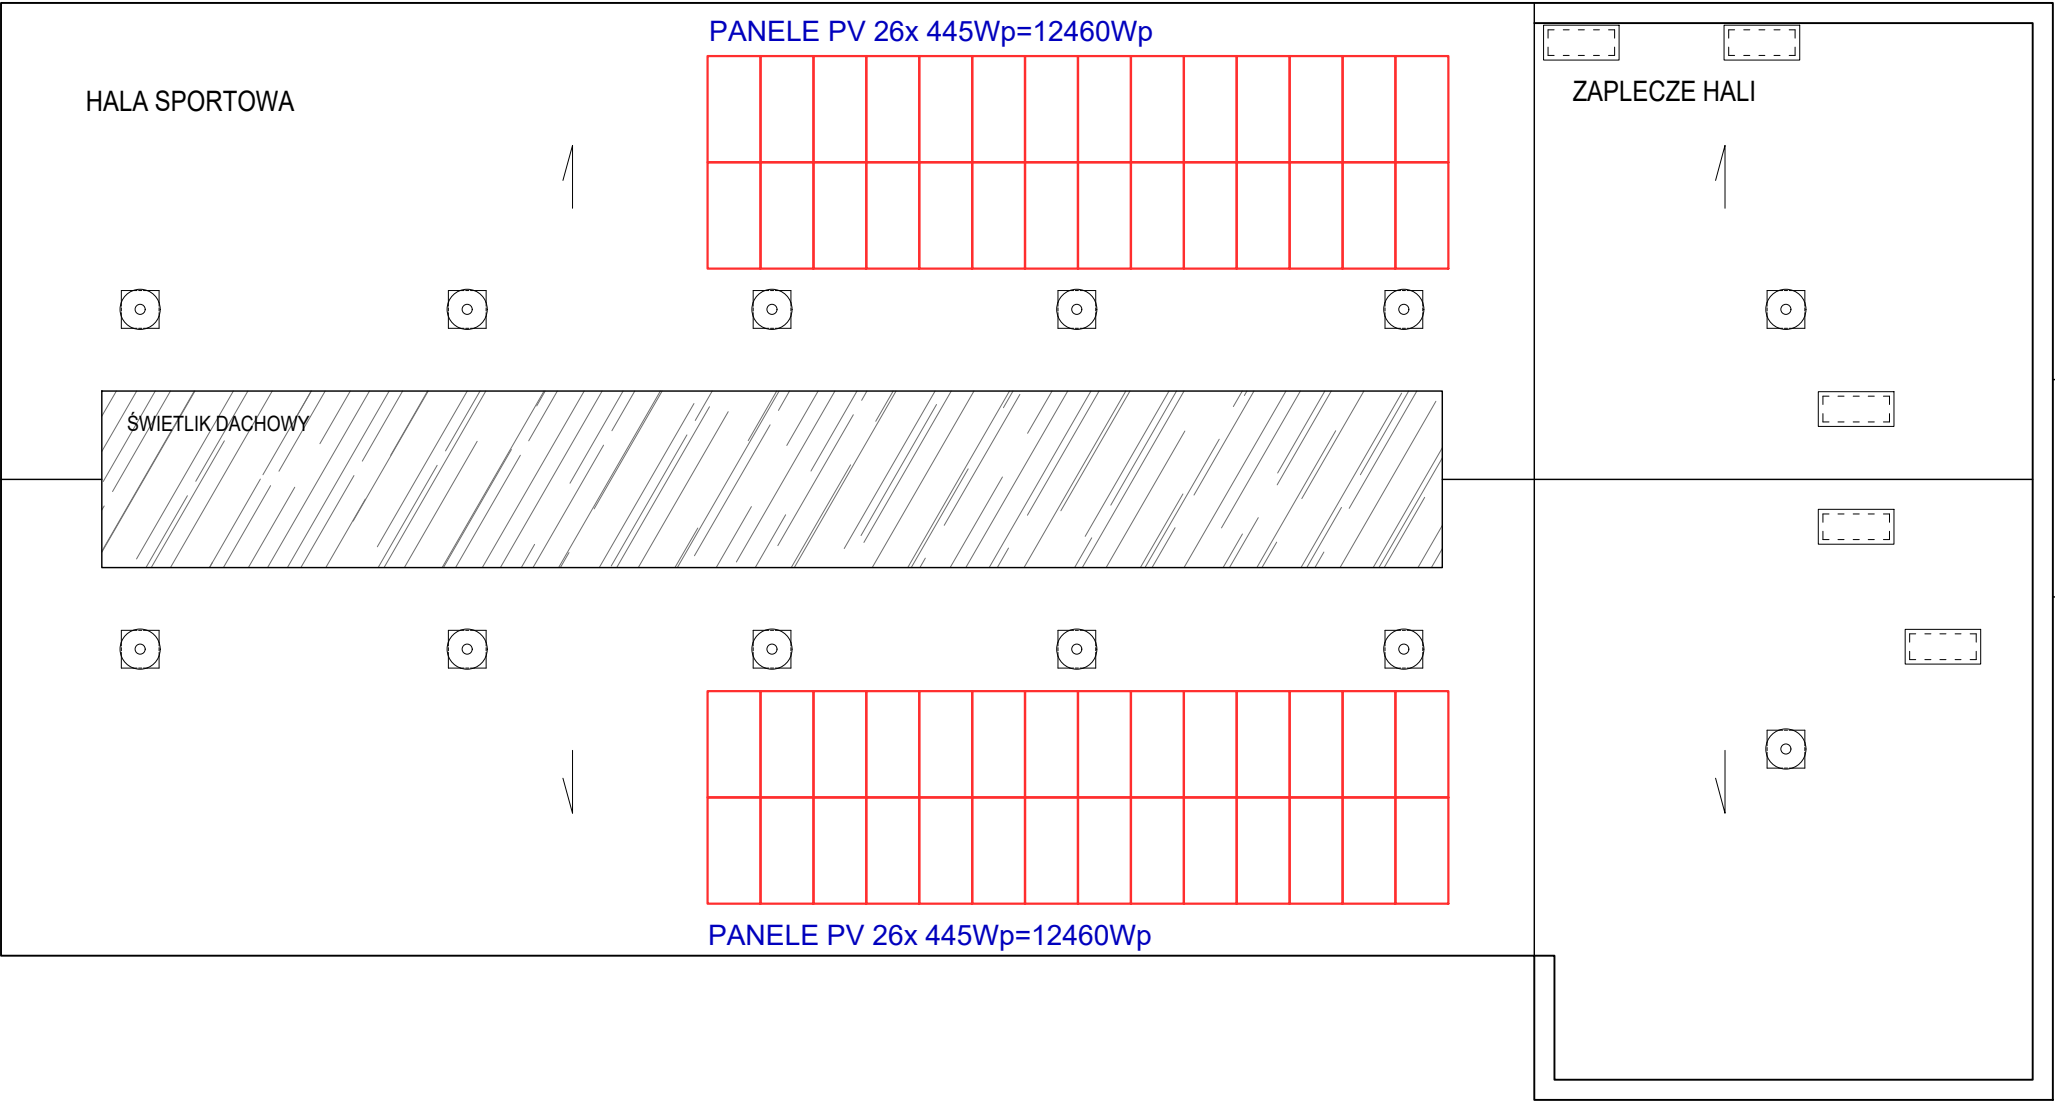 PANELE PV 26x 445Wp=12460Wp
HALA SPORTOWA
ZAPLECZE HALI
ŚWIETLIK DACHOWY
PANELE PV 26x 445Wp=12460Wp